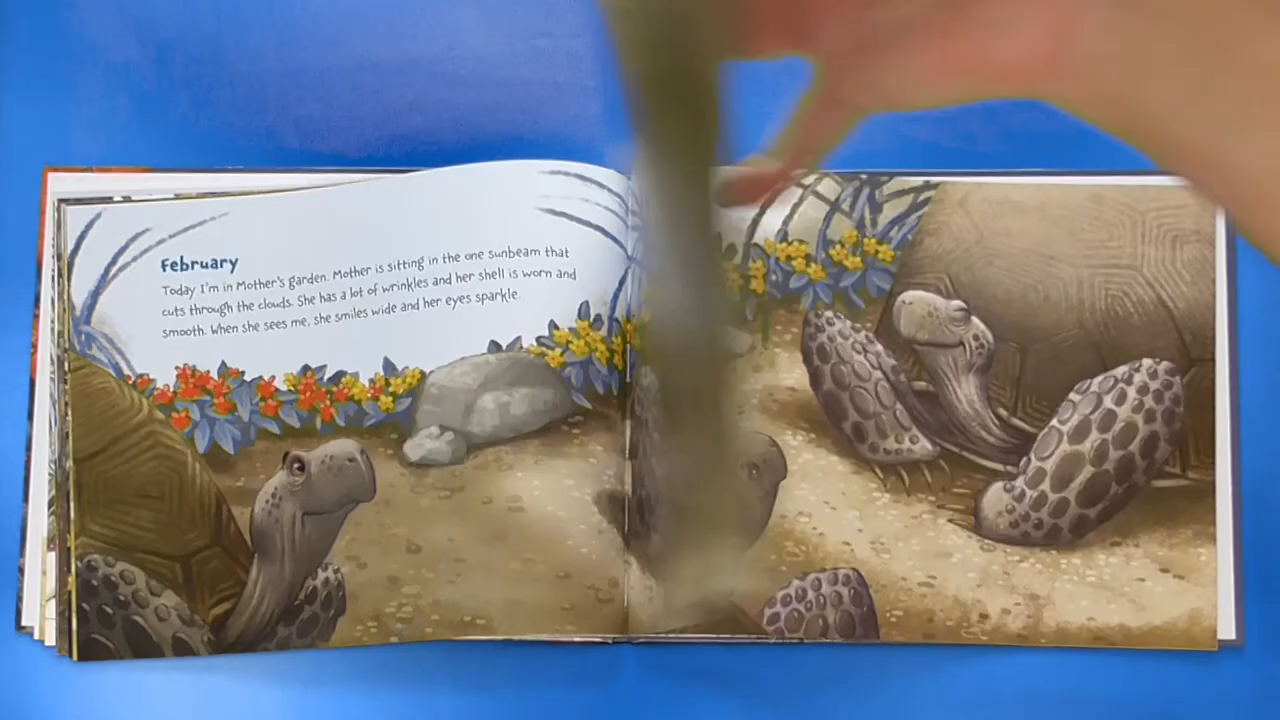 February
Today I'm in Mother's garden. Mother is sitting in the one sunbeam that
cuts through the clouds. She has a lot of wrinkles and her shell is worn and
smooth. When she sees me, she smiles wide and her eyes sparkle.